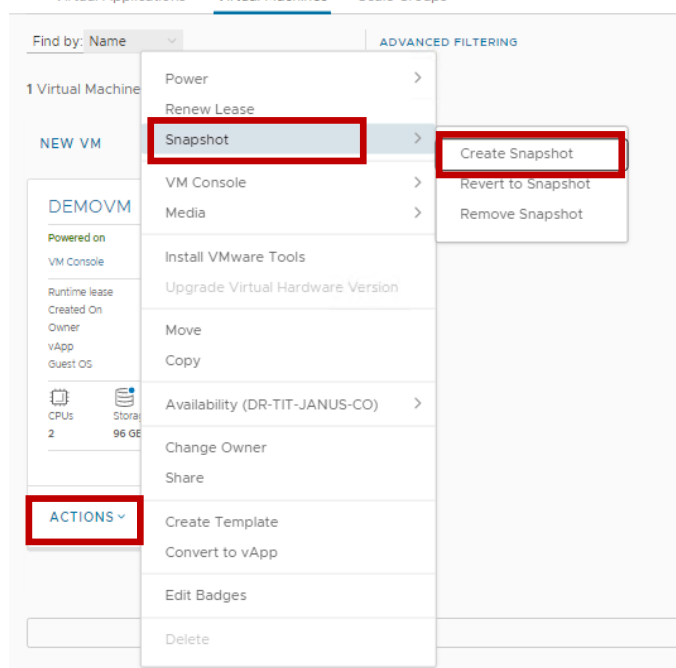 Virtual Applications Virtual Machines Scale Groups
Find by: Name
ADVANCED FILTERING
1 Virtual Machine
NEW VM
DEMOVM
Powered on
VM Console
Runtime lease
Created On
Owner
vApp
Guest OS
CPUs
2
96 GB
ACTIONS
Power
Renew Lease
Snapshot
VM Console
Media
Install VMware Tools
Upgrade Virtual Hardware Version
Move
Copy
Availability (DR-TIT-JANUS-CO)
Change Owner
Share
Create Template
Convert to vApp
Edit Badges
Delete
Create Snapshot
Revert to Snapshot
Remove Snapshot